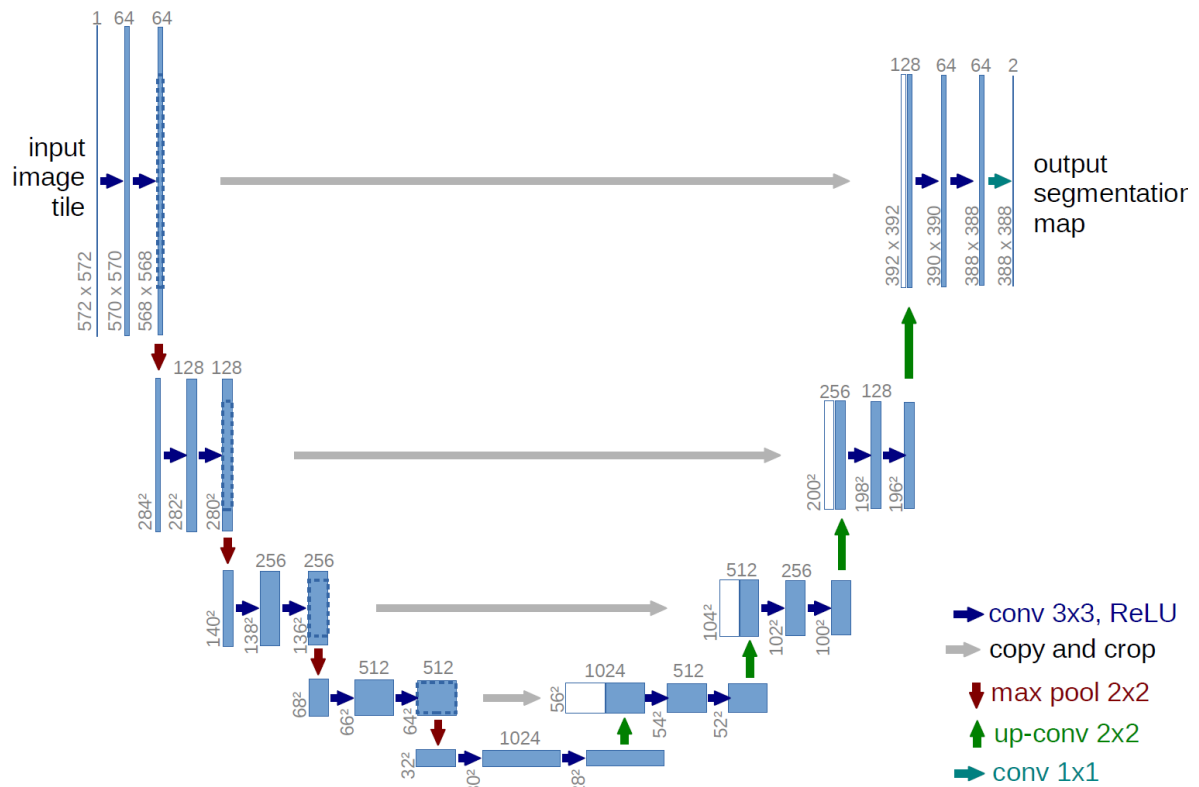 1 64 64
128 64 64 2
input
image
tile
output
segmentation
map
572 x 572
570 x 570
568 x 568
392 x 392
390 x 390
388 x 388
388 x 388
128 128
256 128
284²
282²
280²
200²
198²
196²
256 256
512 256
140²
138²
136²
104²
102²
100²
512 512
1024 512
68²
66²
64²
56²
54²
52²
1024
32²
conv 3x3, ReLU
copy and crop
max pool 2x2
up-conv 2x2
conv 1x1